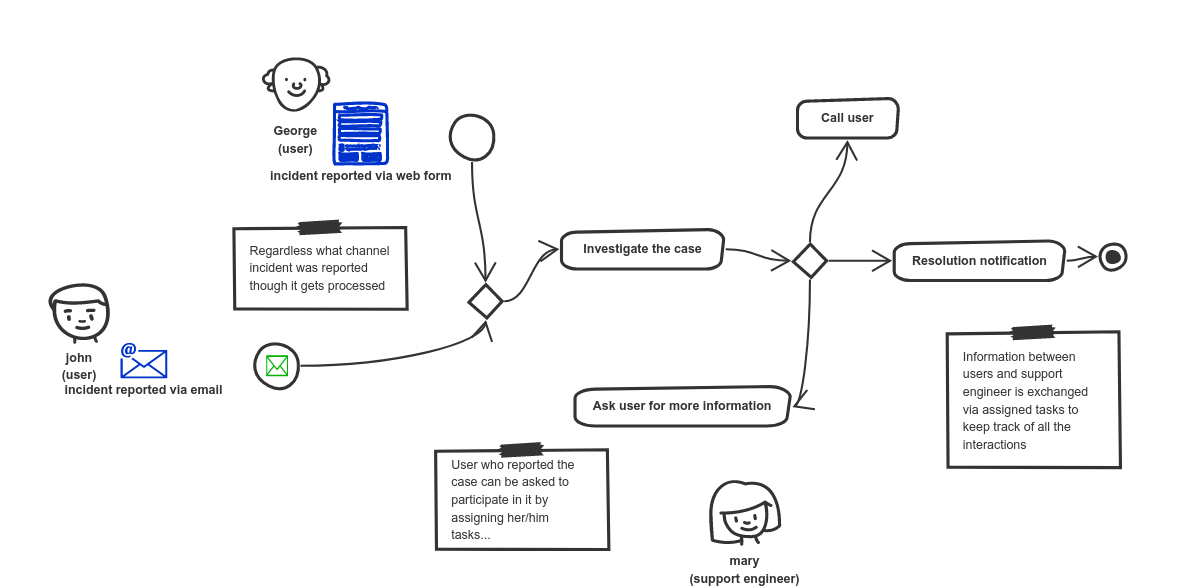 George
(user)
incident reported via web form
Call user
Regardless what channel
incident was reported
though it gets processed
Investigate the case
Resolution notification
@
john
(user)
incident reported via email
Ask user for more information
Information between
users and support
engineer is exchanged
via assigned tasks to
keep track of all the
interactions
User who reported the
case can be asked to
participate in it by
assigning her/him
tasks...
mary
(support engineer)